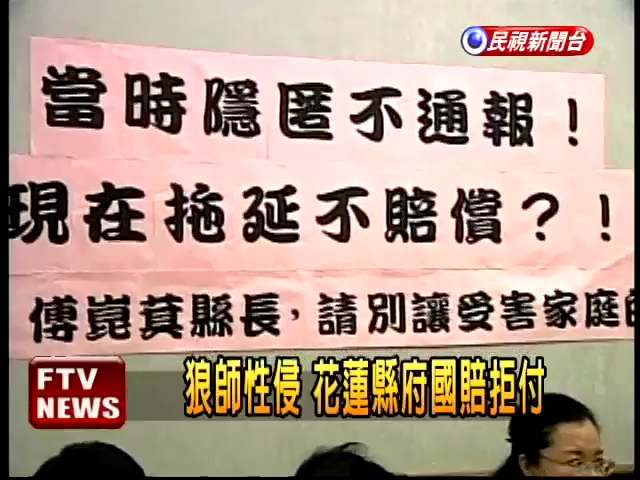 民視新聞台
當時隱匿不通報！
現在拖延不賠償？！
傅崑萁縣長，請別讓受害家庭
FTV NEWS
狼師性侵 花蓮縣府國賠拒付